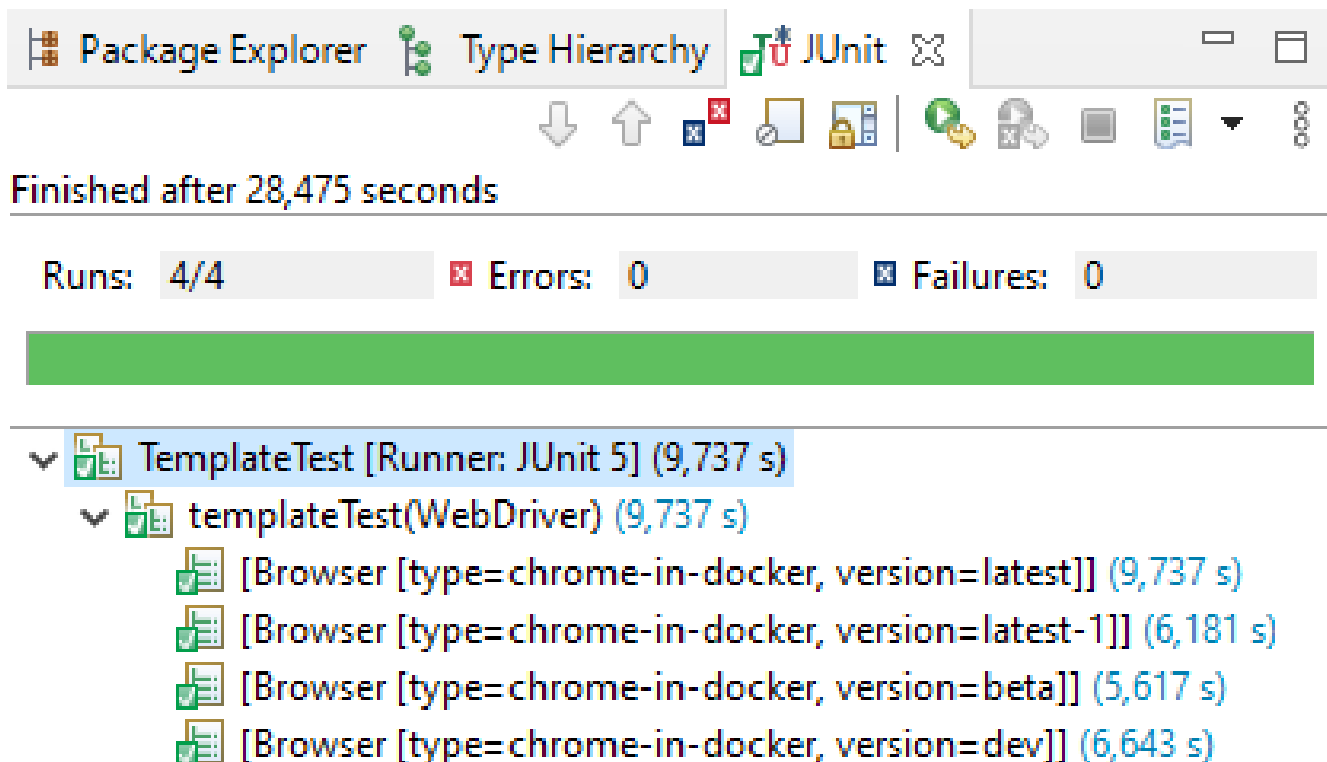 Package Explorer Type Hierarchy JUnit
Finished after 28,475 seconds
Runs: 4/4 Errors: 0 Failures: 0
TemplateTest [Runner: JUnit 5] (9,737 s)
templateTest(WebDriver) (9,737 s)
[Browser [type=chrome-in-docker, version=latest]] (9,737 s)
[Browser [type=chrome-in-docker, version=latest-1]] (6,181 s)
[Browser [type=chrome-in-docker, version=beta]] (5,617 s)
[Browser [type=chrome-in-docker, version=dev]] (6,643 s)